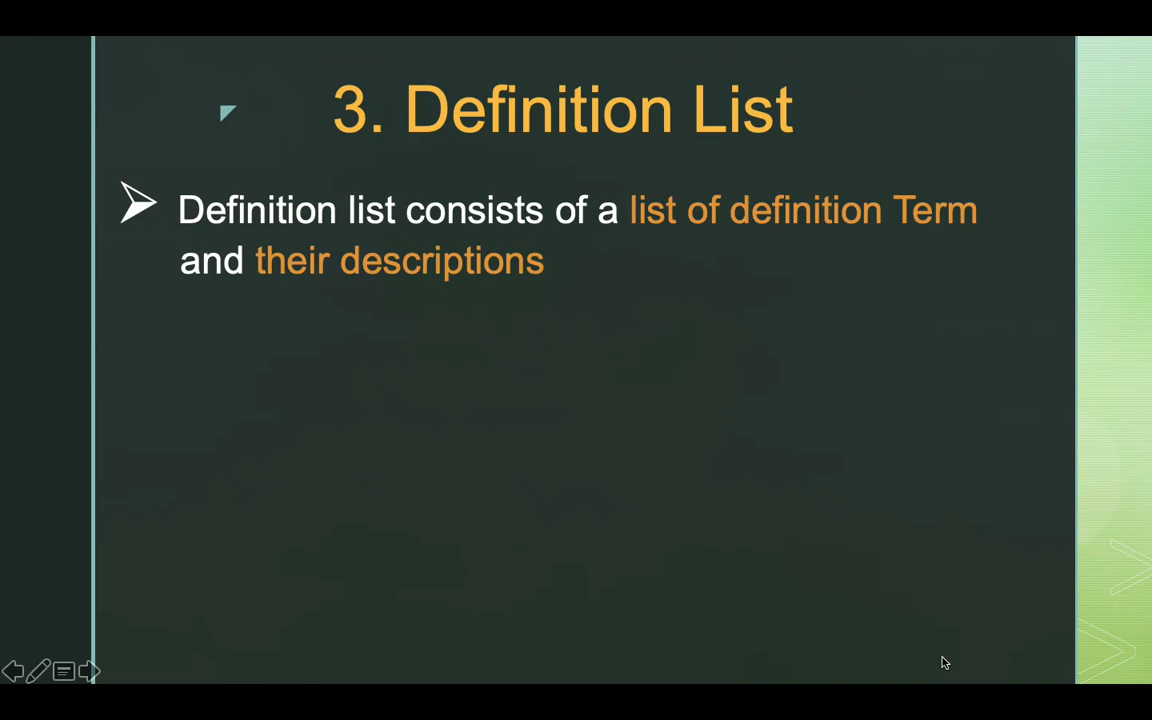 3. Definition List
Definition list consists of a list of definition Term
and their descriptions